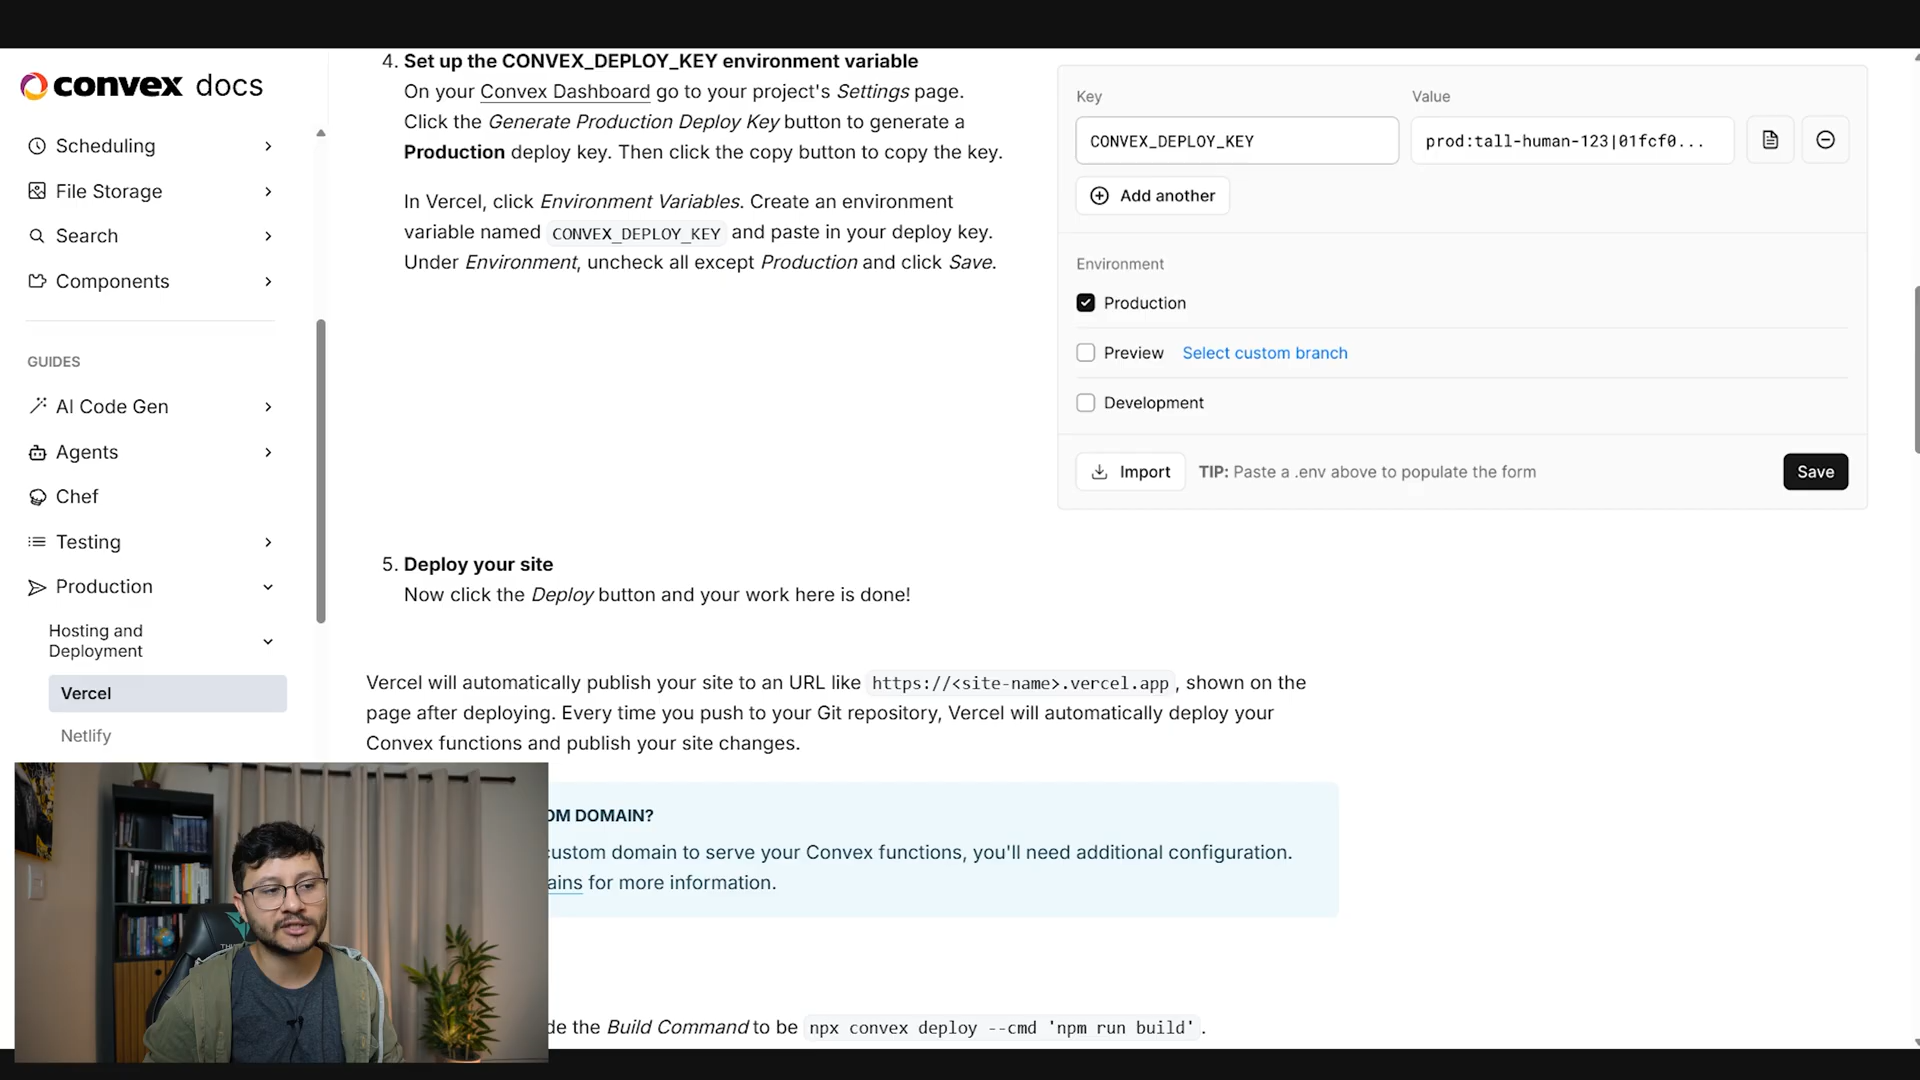 convex docs
Scheduling
File Storage
Search
Components
GUIDES
AI Code Gen
Agents
Chef
Testing
Production
Hosting and
Deployment
Vercel
Netlify
4. Set up the CONVEX_DEPLOY_KEY environment variable
On your Convex Dashboard go to your project's Settings page.
Click the Generate Production Deploy Key button to generate a
Production deploy key. Then click the copy button to copy the key.
In Vercel, click Environment Variables. Create an environment
variable named CONVEX_DEPLOY_KEY and paste in your deploy key.
Under Environment, uncheck all except Production and click Save.
Key Value
CONVEX_DEPLOY_KEY prod:tall-human-123|01fcf0...
Add another
Environment
Production
Preview Select custom branch
Development
Import TIP: Paste a .env above to populate the form Save
5. Deploy your site
Now click the Deploy button and your work here is done!
Vercel will automatically publish your site to an URL like https://<site-name>.vercel.app, shown on the
page after deploying. Every time you push to your Git repository, Vercel will automatically deploy your
Convex functions and publish your site changes.
OM DOMAIN?
custom domain to serve your Convex functions, you'll need additional configuration.
ains for more information.
de the Build Command to be npx convex deploy --cmd 'npm run build'.